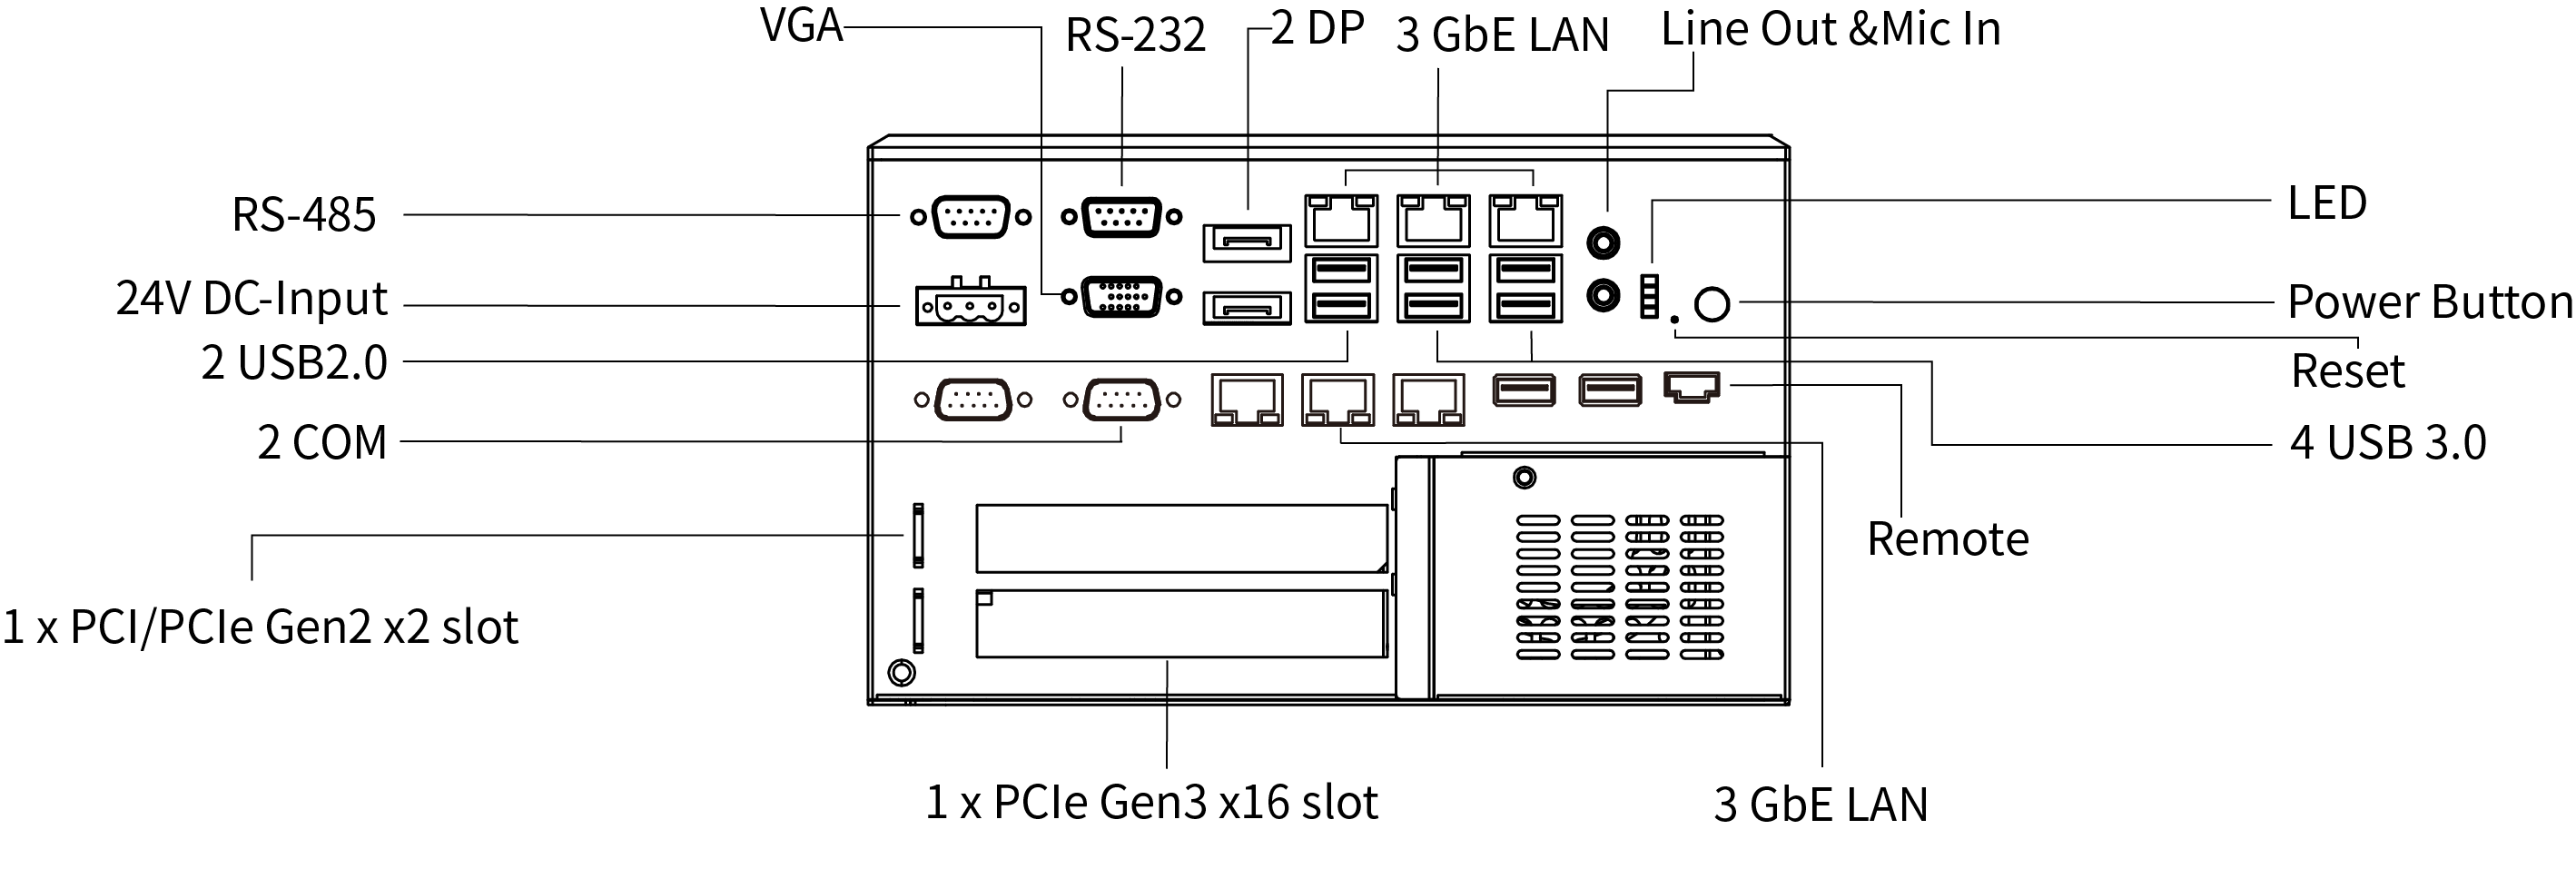 VGA
RS-232
2 DP
3 GbE LAN
Line Out &Mic In
RS-485
LED
24V DC-Input
Power Button
2 USB2.0
Reset
2 COM
4 USB 3.0
Remote
1 x PCI/PCIe Gen2 x2 slot
1 x PCIe Gen3 x16 slot
3 GbE LAN